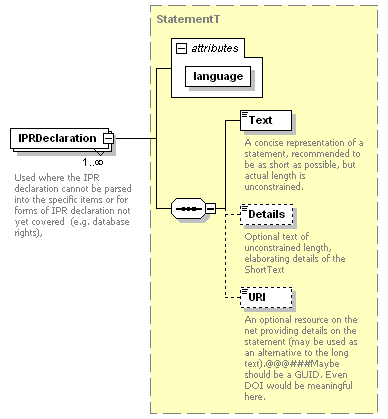 StatementT
attributes
language
IPRDeclaration
1..∞
Used where the IPR
declaration cannot be parsed
into the specific items or for
forms of IPR declaration not
yet covered (e.g. database
rights),
Text
A concise representation of a
statement, recommended to
be as short as possible, but
actual length is
unconstrained.
Details
Optional text of
unconstrained length,
elaborating details of the
ShortText
URI
An optional resource on the
net providing details on the
statement (may be used as
an alternative to the long
text).@@@###Maybe
should be a GUID. Even
DOI would be meaningful
here.